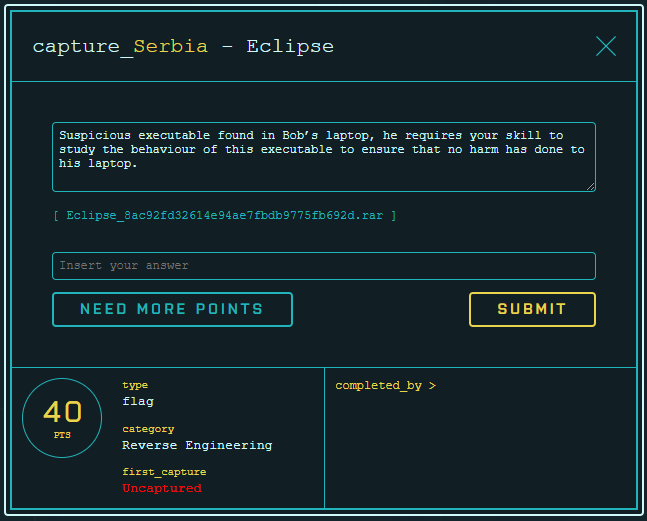 capture_Serbia - Eclipse
Suspicious executable found in Bob's laptop, he requires your skill to
study the behaviour of this executable to ensure that no harm has done to
his laptop.
[ Eclipse_8ac92fd32614e94ae7fbdb9775fb692d.rar ]
Insert your answer
NEED MORE POINTS
SUBMIT
40
PTS
type
flag
category
Reverse Engineering
first_capture
Uncaptured
completed_by >